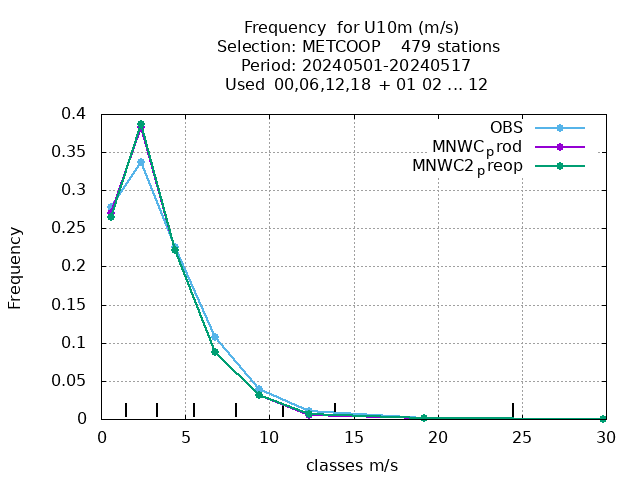 Frequency for U10m (m/s)
Selection: METCOOP 479 stations
Period: 20240501-20240517
Used 00,06,12,18 + 01 02 ... 12
OBS
MNWCprod
MNWC2preop
0.4
0.35
0.3
0.25
0.2
0.15
0.1
0.05
0
Frequency
0 5 10 15 20 25 30
classes m/s